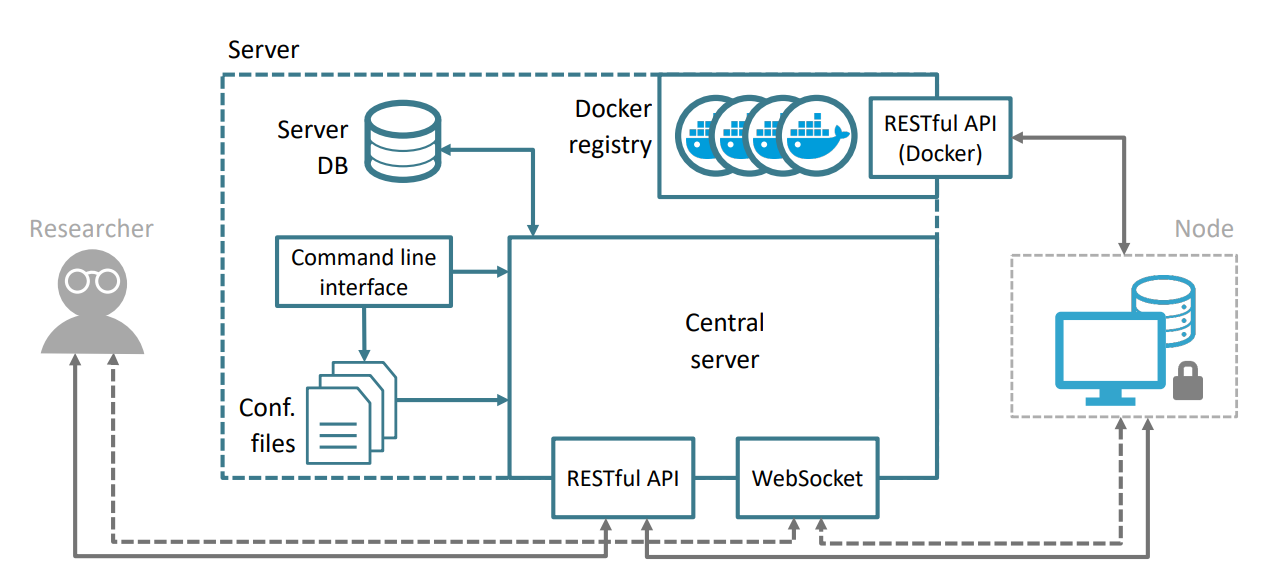 Server
Server
DB
Docker
registry
RESTful API
(Docker)
Researcher
Node
Command line
interface
Central
server
Conf.
files
RESTful API
WebSocket